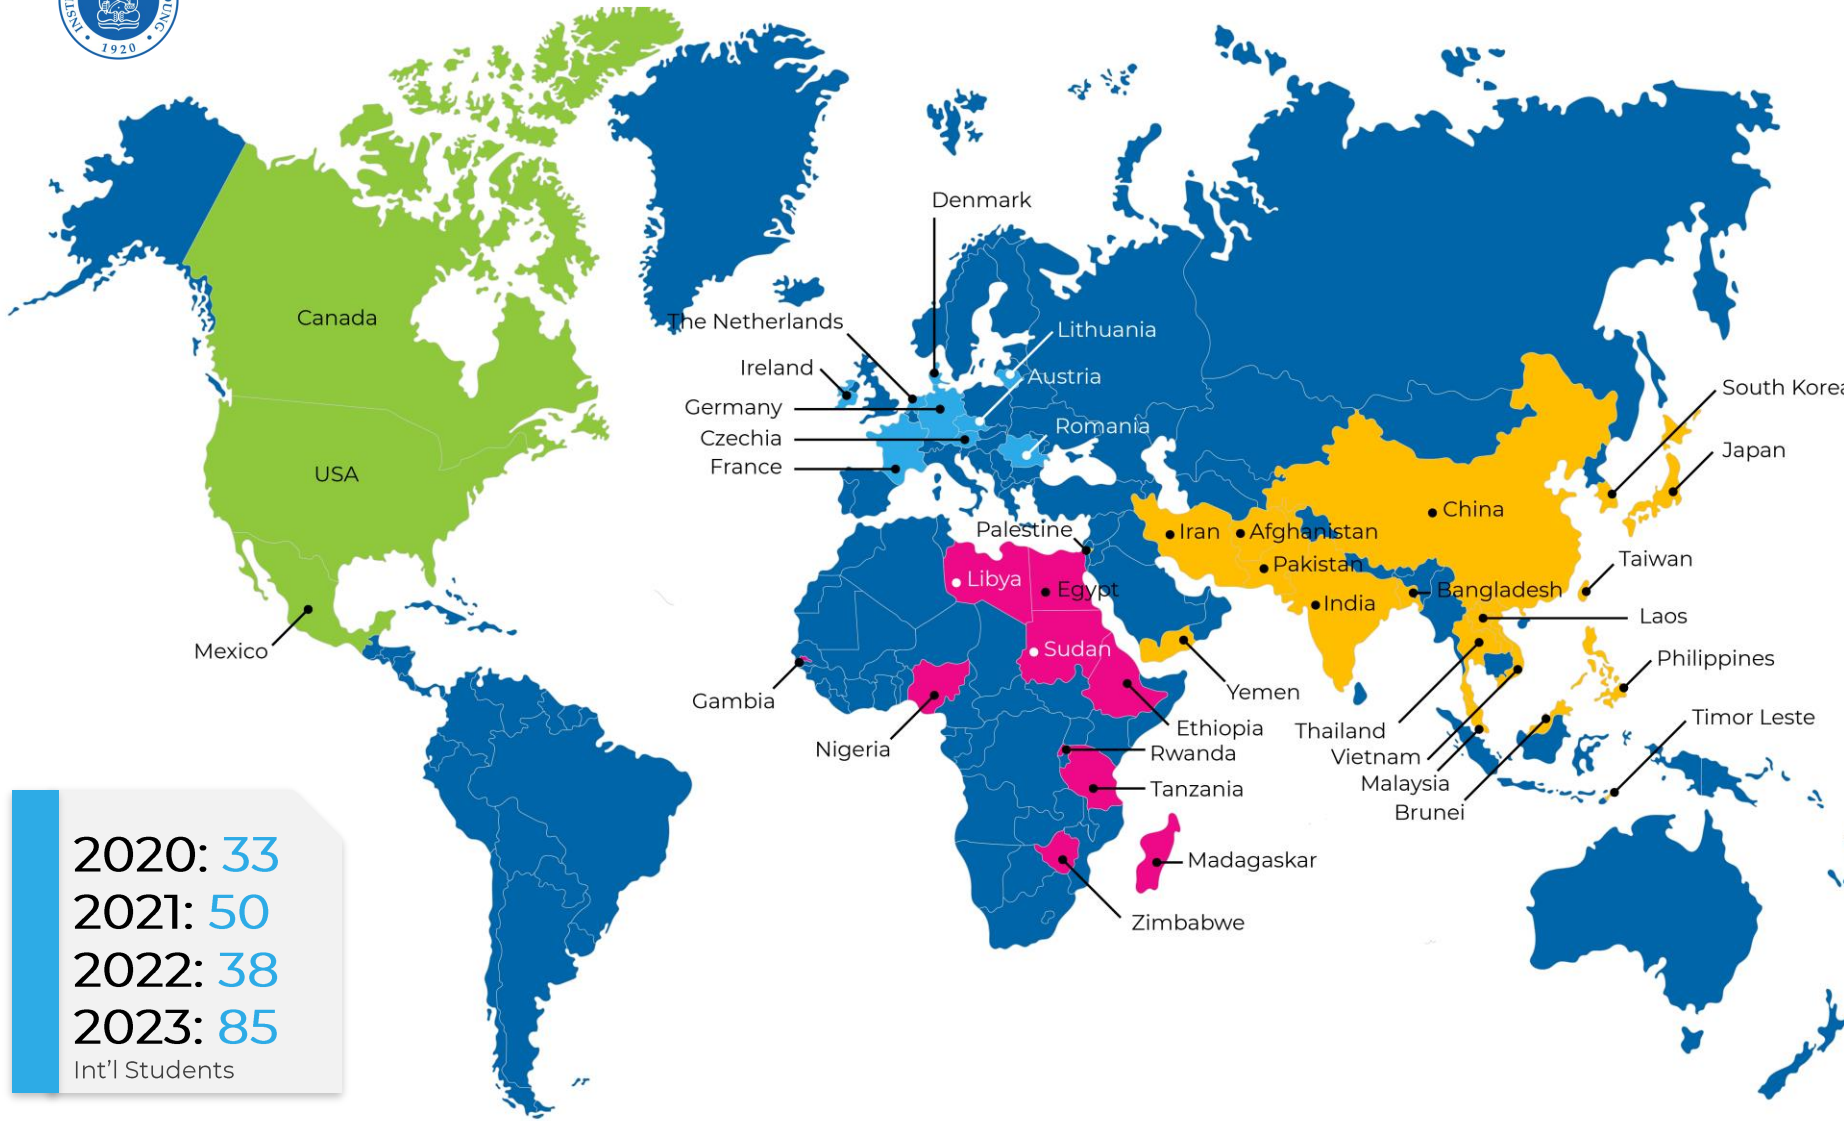 1920
Denmark
Canada
The Netherlands
Lithuania
Ireland
Austria
South Korea
Germany
Romania
Czechia
Japan
France
USA
China
Palestine
Iran
Afghanistan
Taiwan
Pakistan
Libya
Egypt
Bangladesh
India
Laos
Mexico
Sudan
Philippines
Yemen
Gambia
Timor Leste
Ethiopia
Thailand
Nigeria
Rwanda
Vietnam
Malaysia
Tanzania
Brunei
Madagaskar
Zimbabwe
2020: 33
2021: 50
2022: 38
2023: 85
Int'l Students